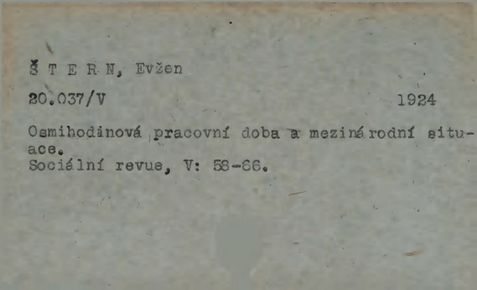 Š T E R N, Evžen
20.037/V 1924
Osmihodinová pracovní doba a mezinárodní situ-
ace.
Sociální revue, V: 58-66.